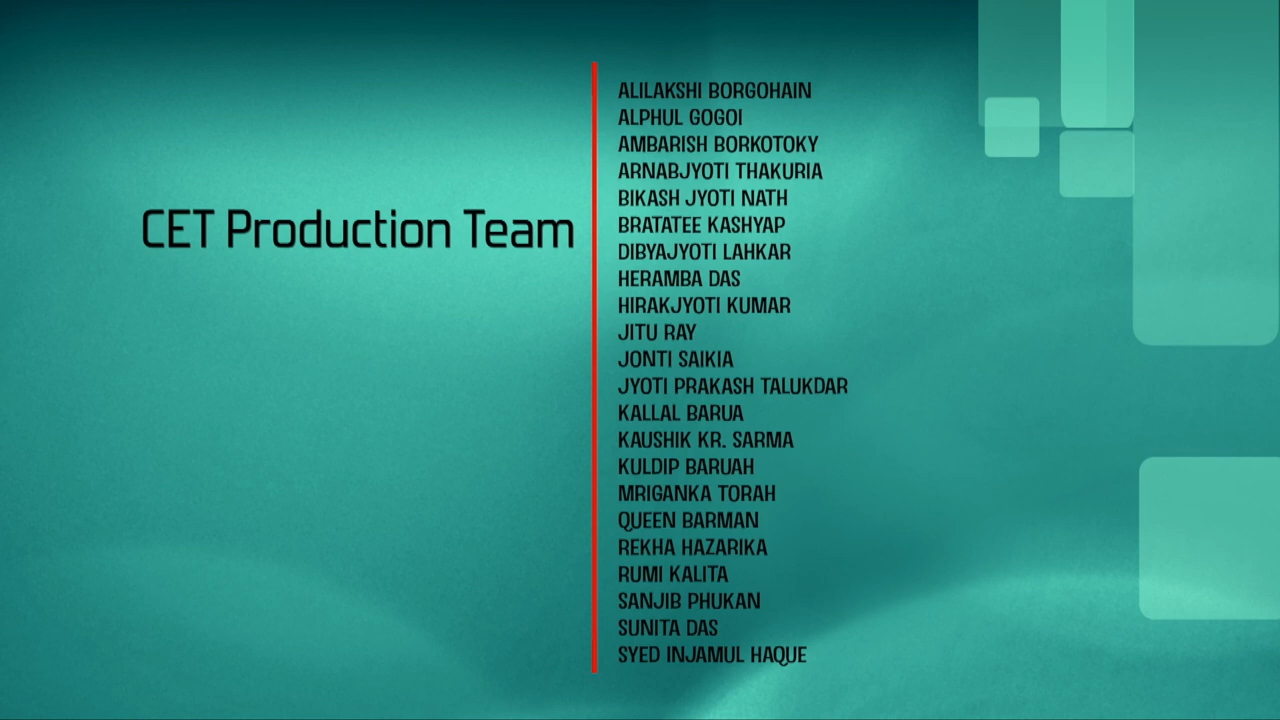 CET Production Team
ALILAKSHI BORGOHAIN
ALPHUL GOGOI
AMBARISH BORKOTOKY
ARNABJYOTI THAKURIA
BIKASH JYOTI NATH
BRATATEE KASHYAP
DIBYAJYOTI LAHKAR
HERAMBA DAS
HIRAKJYOTI KUMAR
JITU RAY
JONTI SAIKIA
JYOTI PRAKASH TALUKDAR
KALLAL BARUA
KAUSHIK KR. SARMA
KULDIP BARUAH
MRIGANKA TORAH
QUEEN BARMAN
REKHA HAZARIKA
RUMI KALITA
SANJIB PHUKAN
SUNITA DAS
SYED INJAMUL HAQUE